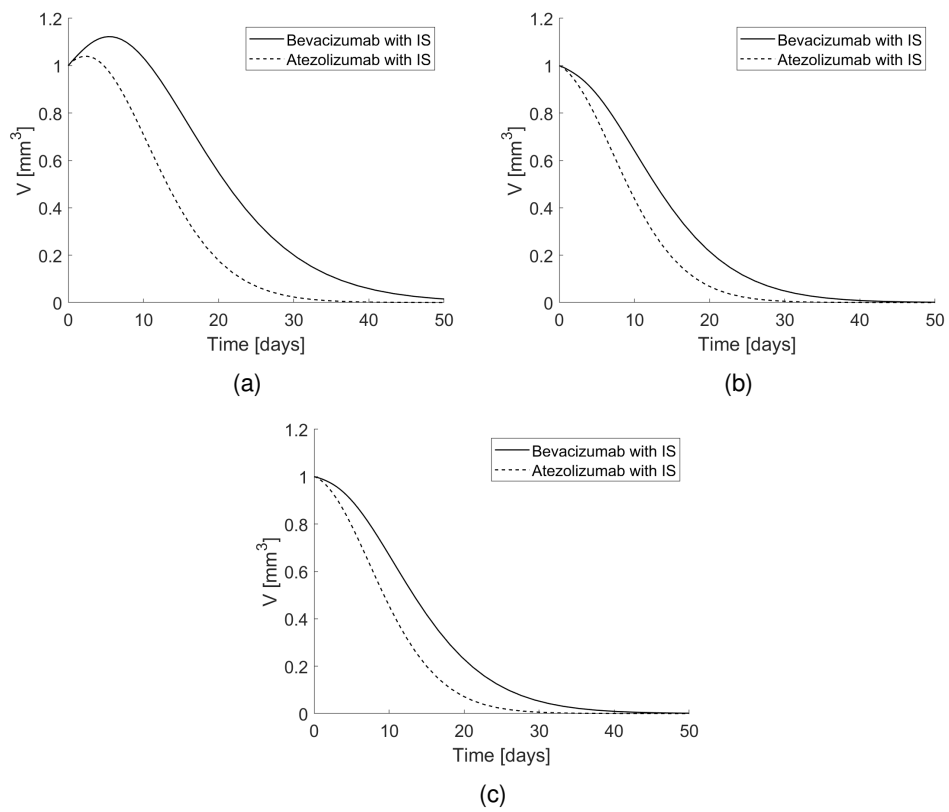 1.2
1
0.8
0.6
0.4
0.2
0
V [mm³]
Bevacizumab with IS
Atezolizumab with IS
0 10 20 30 40 50
Time [days]
(a)
1.2
1
0.8
0.6
0.4
0.2
0
V [mm³]
Bevacizumab with IS
Atezolizumab with IS
0 10 20 30 40 50
Time [days]
(b)
1.2
1
0.8
0.6
0.4
0.2
0
V [mm³]
Bevacizumab with IS
Atezolizumab with IS
0 10 20 30 40 50
Time [days]
(c)